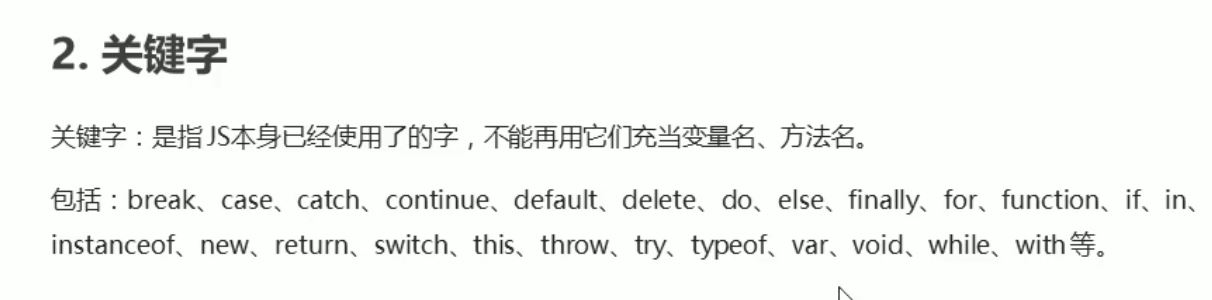 2. 关键字
关键字：是指 JS本身已经使用了的字，不能再用它们充当变量名、方法名。
包括：break、case、catch、continue、default、delete、do、else、finally、for、function、if、in、
instanceof、new、return、switch、this、throw、try、typeof、var、void、while、with 等。